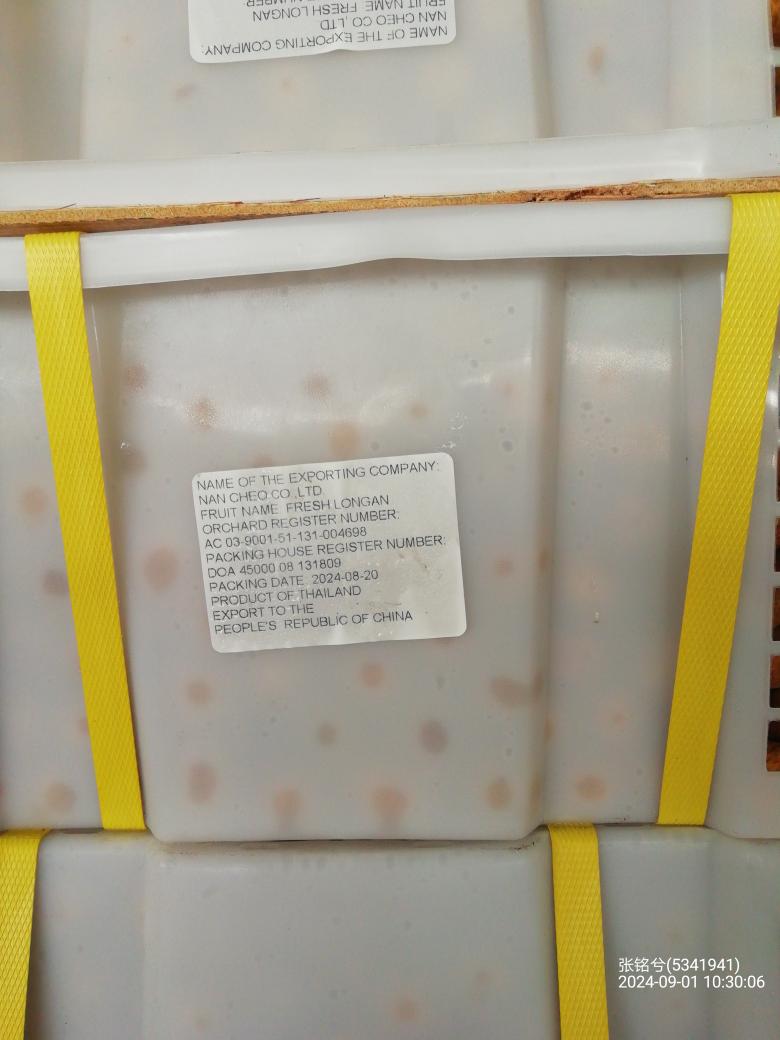 NAME OF THE EXPORTING COMPANY:
NAN CHEO CO.,LTD.
FRUIT NAME: FRESH LONGAN
NUMBER:
NAME OF THE EXPORTING COMPANY:
NAN CHEO.CO.,LTD.
FRUIT NAME FRESH LONGAN
ORCHARD REGISTER NUMBER:
AC 03-9001-51-131-004698
PACKING HOUSE REGISTER NUMBER:
DOA 45000 08 131809
PACKING DATE. 2024-08-20
PRODUCT OF THAILAND
EXPORT TO THE
PEOPLE'S REPUBLIC OF CHINA
张铭兮(5341941)
2024-09-01 10:30:06